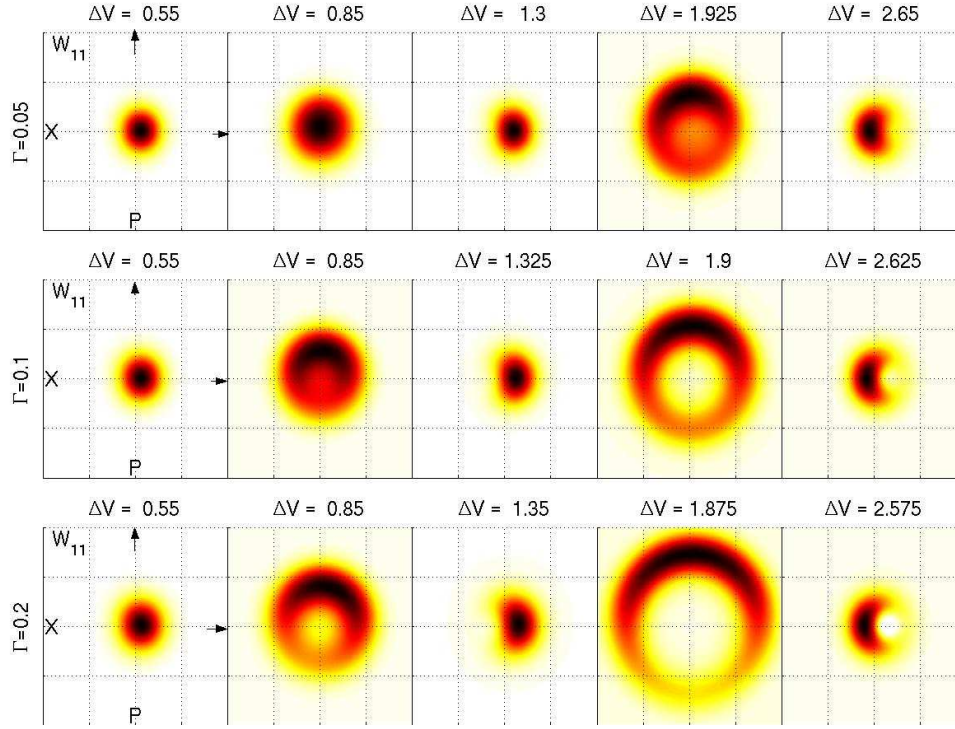 ΔV = 0.55 ΔV = 0.85 ΔV = 1.3 ΔV = 1.925 ΔV = 2.65
W11
Γ=0.05
X
P
ΔV = 0.55 ΔV = 0.85 ΔV = 1.325 ΔV = 1.9 ΔV = 2.625
W11
Γ=0.1
X
P
ΔV = 0.55 ΔV = 0.85 ΔV = 1.35 ΔV = 1.875 ΔV = 2.575
W11
Γ=0.2
X
P